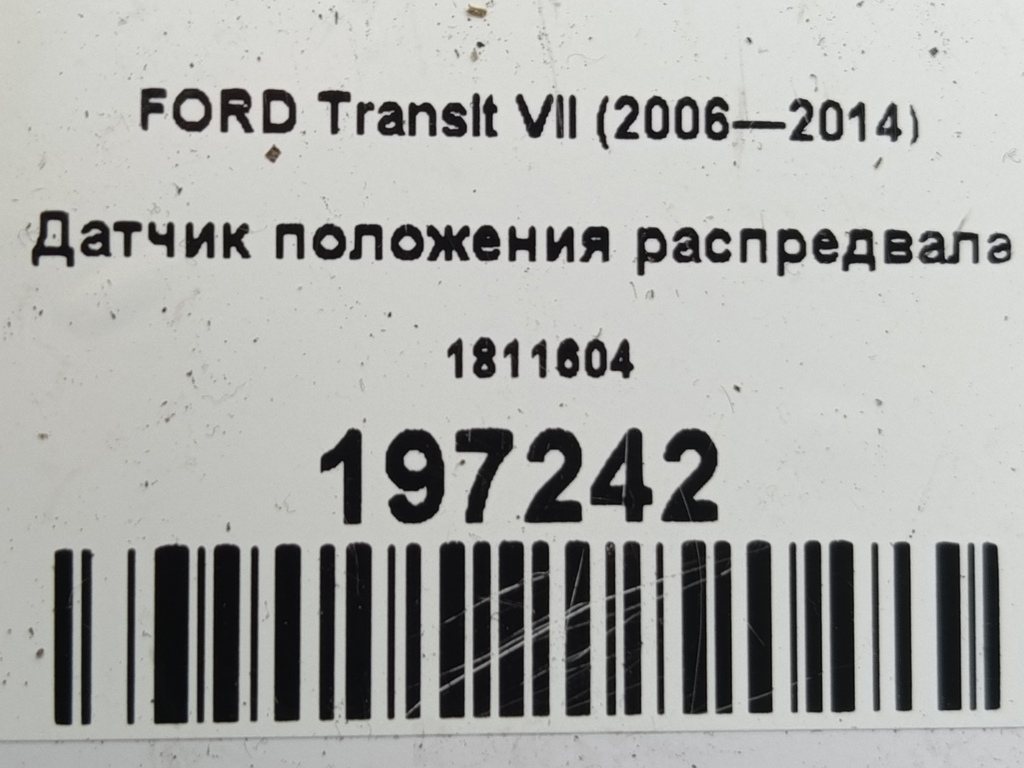 FORD Transit VII (2006—2014)
Датчик положения распредвала
1811604
197242